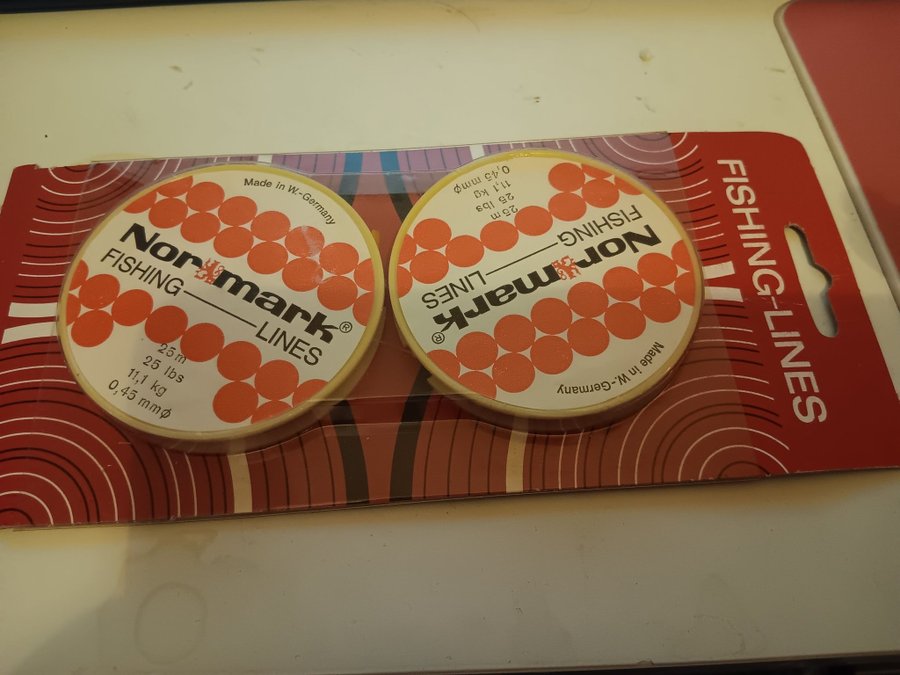 Made in W.-Germany
Normark®
FISHING
LINES
25 m
25 lbs
11,1 kg
0,45 mmø
25 m
25 lbs
11,1 kg
0,45 mmø
Normark®
FISHING
LINES
Made in W.-Germany
FISHING-LINES